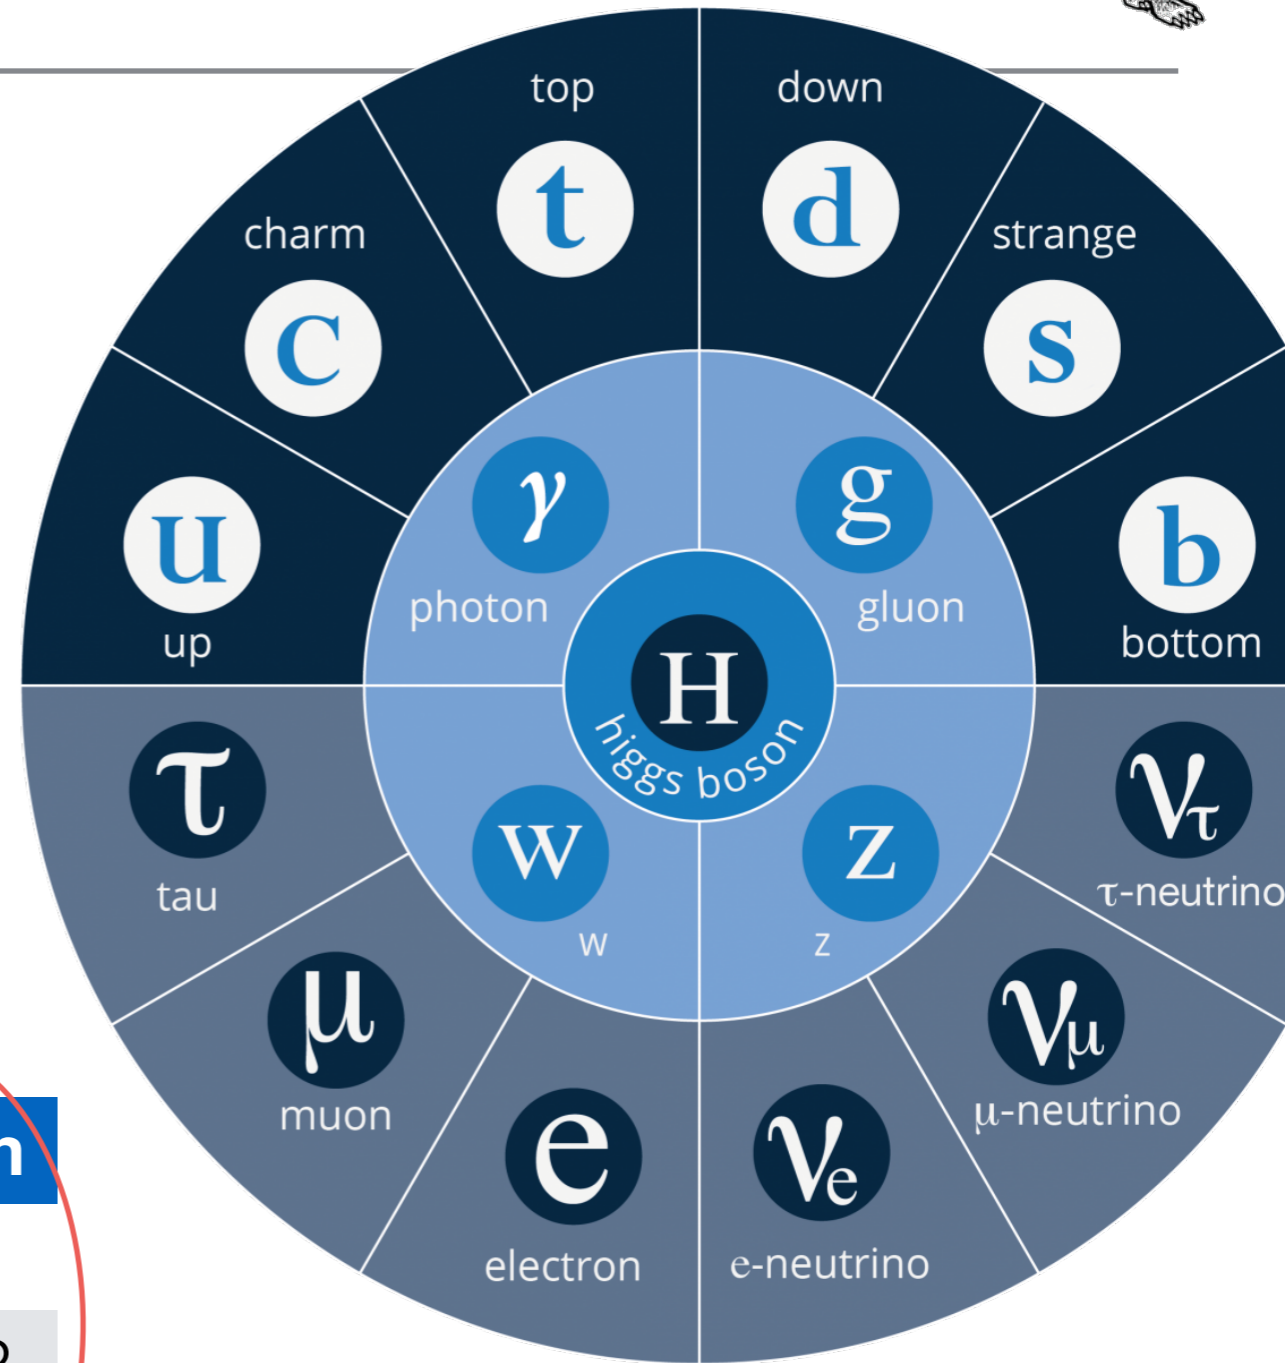 top
t
down
d
charm
c
strange
s
u
up
b
bottom
γ
photon
g
gluon
H
higgs boson
τ
tau
ντ
τ-neutrino
w
w
z
z
μ
muon
νμ
μ-neutrino
e
electron
νe
e-neutrino
n